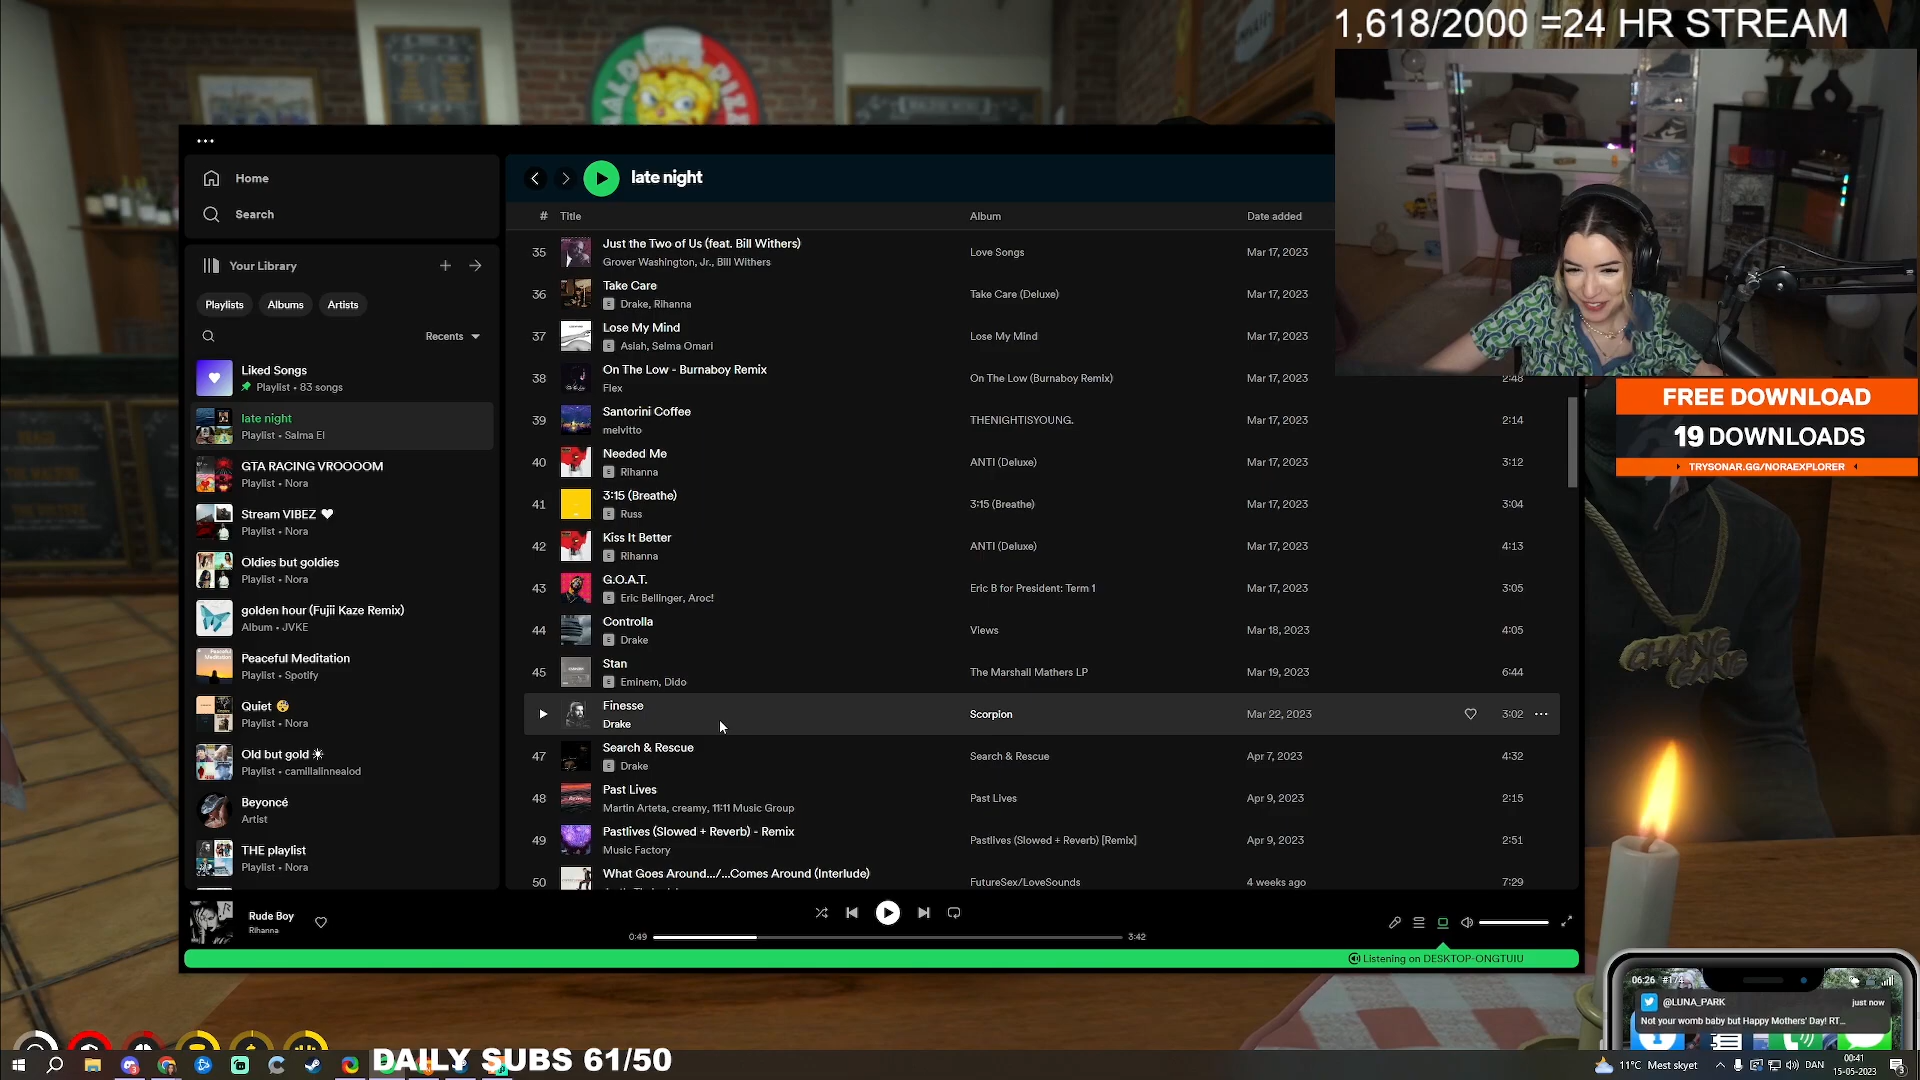 1,618/2000 =24 HR STREAM
Home
Search
Your Library
Playlists
Albums
Artists
Recents
Liked Songs
Playlist • 83 songs
late night
Playlist • Salma El
GTA RACING VROOOOM
Playlist • Nora
Stream VIBEZ ♥
Playlist • Nora
Oldies but goldies
Playlist • Nora
golden hour (Fujii Kaze Remix)
Album • JVKE
Peaceful Meditation
Playlist • Spotify
Quiet
Playlist • Nora
Old but gold ☀
Playlist • camillalinnealod
Beyoncé
Artist
THE playlist
Playlist • Nora
late night
# Title Album Date added
35 Just the Two of Us (feat. Bill Withers) Love Songs Mar 17, 2023
Grover Washington, Jr., Bill Withers
36 Take Care Take Care (Deluxe) Mar 17, 2023
E Drake, Rihanna
37 Lose My Mind Lose My Mind Mar 17, 2023
E Asiah, Selma Omari
38 On The Low - Burnaboy Remix On The Low (Burnaboy Remix) Mar 17, 2023 2:48
Flex
39 Santorini Coffee THENIGHTISYOUNG. Mar 17, 2023 2:14
melvitto
40 Needed Me ANTI (Deluxe) Mar 17, 2023 3:12
E Rihanna
41 3:15 (Breathe) 3:15 (Breathe) Mar 17, 2023 3:04
E Russ
42 Kiss It Better ANTI (Deluxe) Mar 17, 2023 4:13
E Rihanna
43 G.O.A.T. Eric B for President: Term 1 Mar 17, 2023 3:05
E Eric Bellinger, Aroc!
44 Controlla Views Mar 18, 2023 4:05
E Drake
45 Stan The Marshall Mathers LP Mar 19, 2023 6:44
E Eminem, Dido
Finesse Scorpion Mar 22, 2023 3:02
Drake
47 Search & Rescue Search & Rescue Apr 7, 2023 4:32
E Drake
48 Past Lives Past Lives Apr 9, 2023 2:15
Martin Arteta, creamy, 11:11 Music Group
49 Pastlives (Slowed + Reverb) - Remix Pastlives (Slowed + Reverb) [Remix] Apr 9, 2023 2:51
Music Factory
50 What Goes Around.../...Comes Around (Interlude) FutureSex/LoveSounds 4 weeks ago 7:29
Rude Boy
Rihanna
0:49 3:42
Listening on DESKTOP-ONGTUIU
FREE DOWNLOAD
19 DOWNLOADS
TRYSONAR.GG/NORAEXPLORER
CHANG
GANG
06:26 #174
@LUNA_PARK just now
Not your womb baby but Happy Mothers' Day! RT...
DAILY SUBS 61/50
11°C Mest skyet
DAN
00:41
15-05-2023